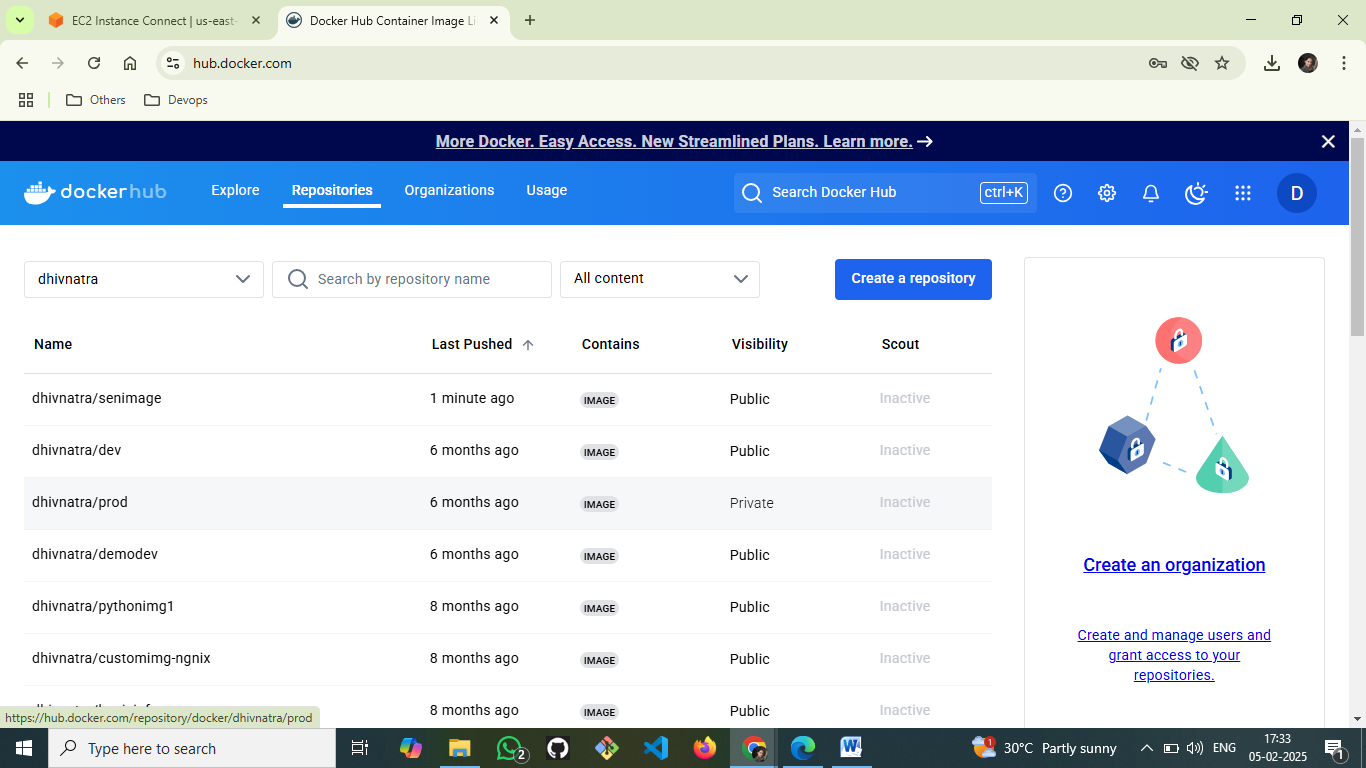 EC2 Instance Connect | us-east-
Docker Hub Container Image Li
hub.docker.com
Others
Devops
More Docker. Easy Access. New Streamlined Plans. Learn more.
dockerhub
Explore
Repositories
Organizations
Usage
Search Docker Hub
ctrl+K
D
dhivnatra
Search by repository name
All content
Create a repository
Name Last Pushed Contains Visibility Scout
dhivnatra/senimage 1 minute ago IMAGE Public Inactive
dhivnatra/dev 6 months ago IMAGE Public Inactive
dhivnatra/prod 6 months ago IMAGE Private Inactive
dhivnatra/demodev 6 months ago IMAGE Public Inactive
dhivnatra/pythonimg1 8 months ago IMAGE Public Inactive
dhivnatra/customimg-ngnix 8 months ago IMAGE Public Inactive
8 months ago IMAGE Public Inactive
Create an organization
Create and manage users and
grant access to your
repositories.
https://hub.docker.com/repository/docker/dhivnatra/prod
Type here to search
2
30°C Partly sunny
ENG
17:33
05-02-2025
1